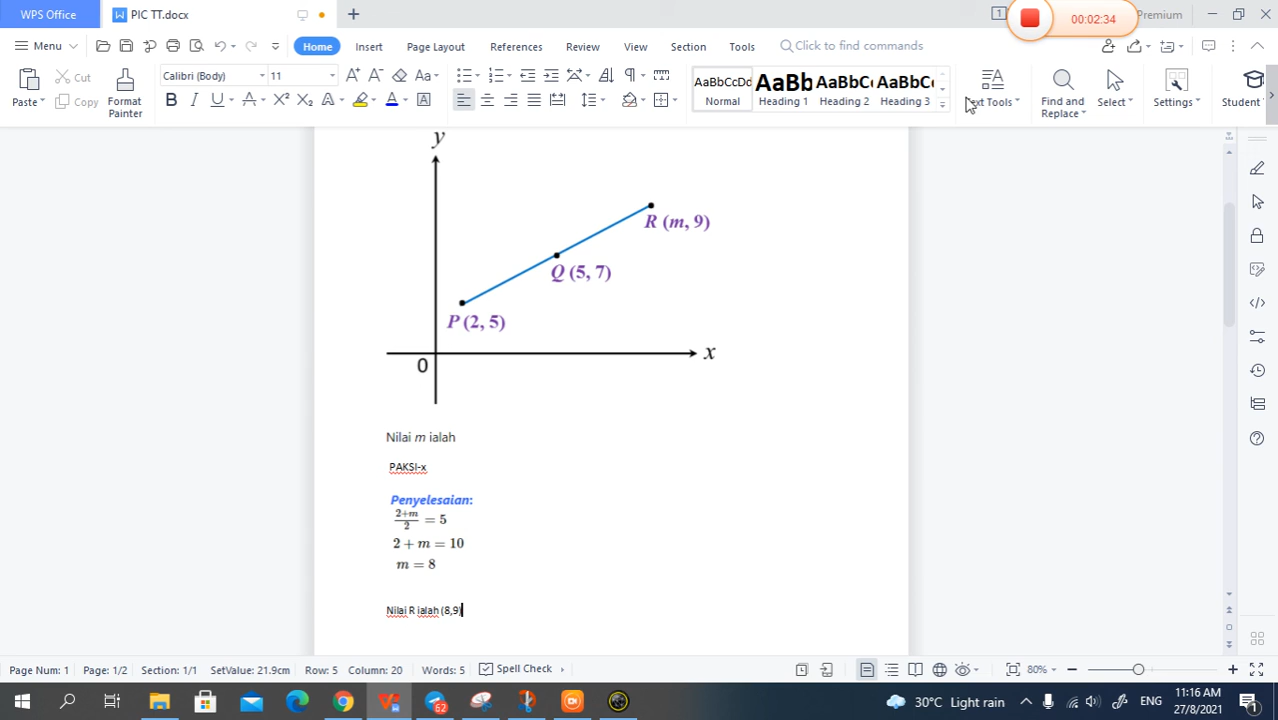 WPS Office
PIC TT.docx
1
00:02:34
Premium
Menu
Home
Insert
Page Layout
References
Review
View
Section
Tools
Click to find commands
Paste
Cut
Copy
Format Painter
Calibri (Body)
11
AaBbCcDd
Normal
AaBb
Heading 1
AaBbC
Heading 2
AaBbC
Heading 3
Find and Replace
Select
Settings
Student
y
R (m, 9)
Q (5, 7)
P (2, 5)
x
0
Nilai m ialah
PAKSI-x
Penyelesaian:
2+m
2
= 5
2 + m = 10
m = 8
Nilai R ialah (8,9)
Page Num: 1
Page: 1/2
Section: 1/1
SetValue: 21.9cm
Row: 5
Column: 20
Words: 5
Spell Check
80%
62
30°C Light rain
ENG
11:16 AM
27/8/2021
1